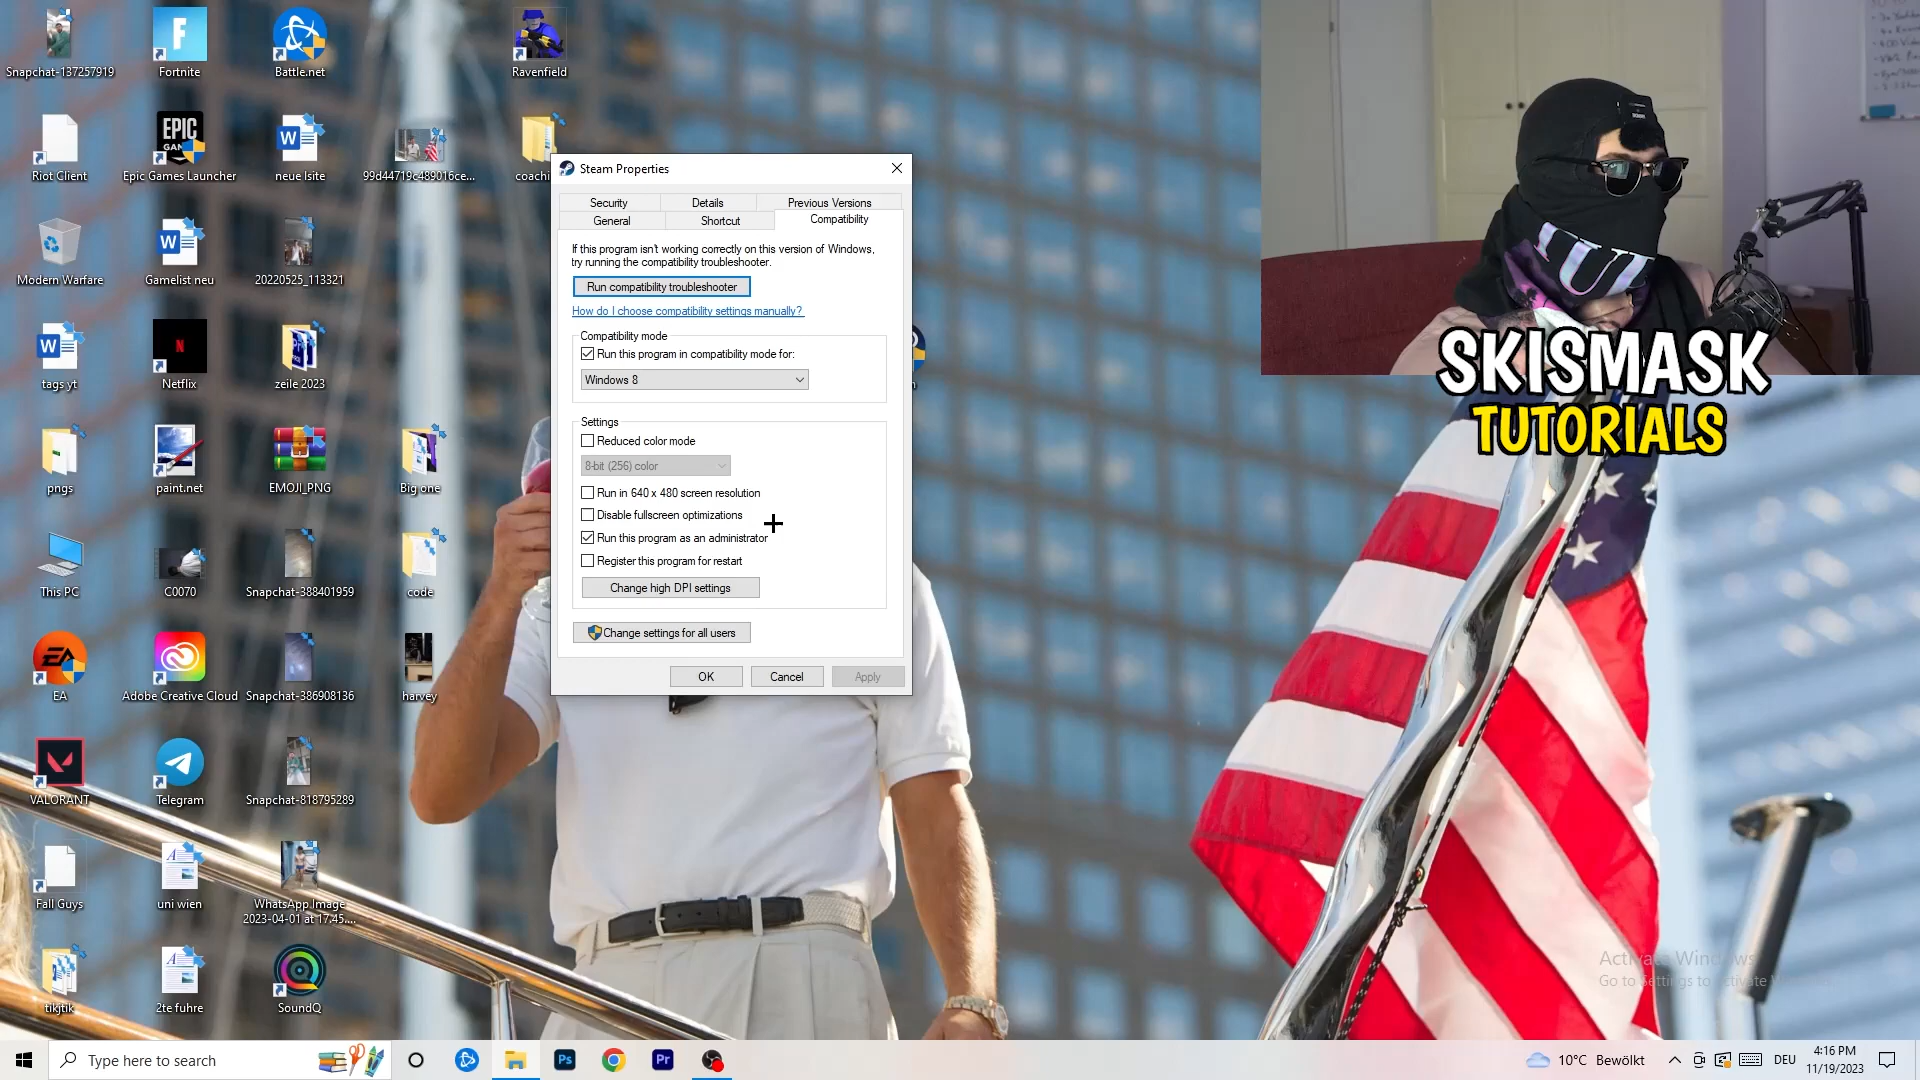 Snapchat-137257919
Fortnite
Battle.net
Ravenfield
Riot Client
EPIC
GAM
Epic Games Launcher
neue lsite
99d44719c489016ce...
coachi
Modern Warfare
Gamelist neu
20220525_113321
tags yt
Netflix
zeile 2023
pngs
paint.net
EMOJI_PNG
Big one
This PC
C0070
Snapchat-388401959
code
EA
Adobe Creative Cloud
Snapchat-386908136
harvey
VALORANT
Telegram
Snapchat-818795289
Fall Guys
uni wien
WhatsApp Image
2023-04-01 at 17.45....
tikjtik
2te fuhre
SoundQ
Steam Properties
Security
Details
Previous Versions
General
Shortcut
Compatibility
If this program isn't working correctly on this version of Windows,
try running the compatibility troubleshooter.
Run compatibility troubleshooter
How do I choose compatibility settings manually?
Compatibility mode
Run this program in compatibility mode for:
Windows 8
Settings
Reduced color mode
8-bit (256) color
Run in 640 x 480 screen resolution
Disable fullscreen optimizations
Run this program as an administrator
Register this program for restart
Change high DPI settings
Change settings for all users
OK
Cancel
Apply
SKISMASK
TUTORIALS
Activate Windows
Go to Settings to activate
Type here to search
Ps
Pr
10°C Bewölkt
DEU
4:16 PM
11/19/2023